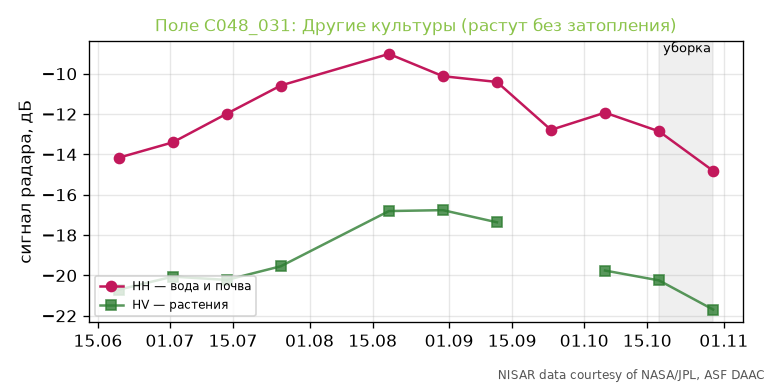 Поле C048_031: Другие культуры (растут без затопления)
уборка
сигнал радара, дБ
−10
−12
−14
−16
−18
−20
−22
HH — вода и почва
HV — растения
15.06 01.07 15.07 01.08 15.08 01.09 15.09 01.10 15.10 01.11
NISAR data courtesy of NASA/JPL, ASF DAAC